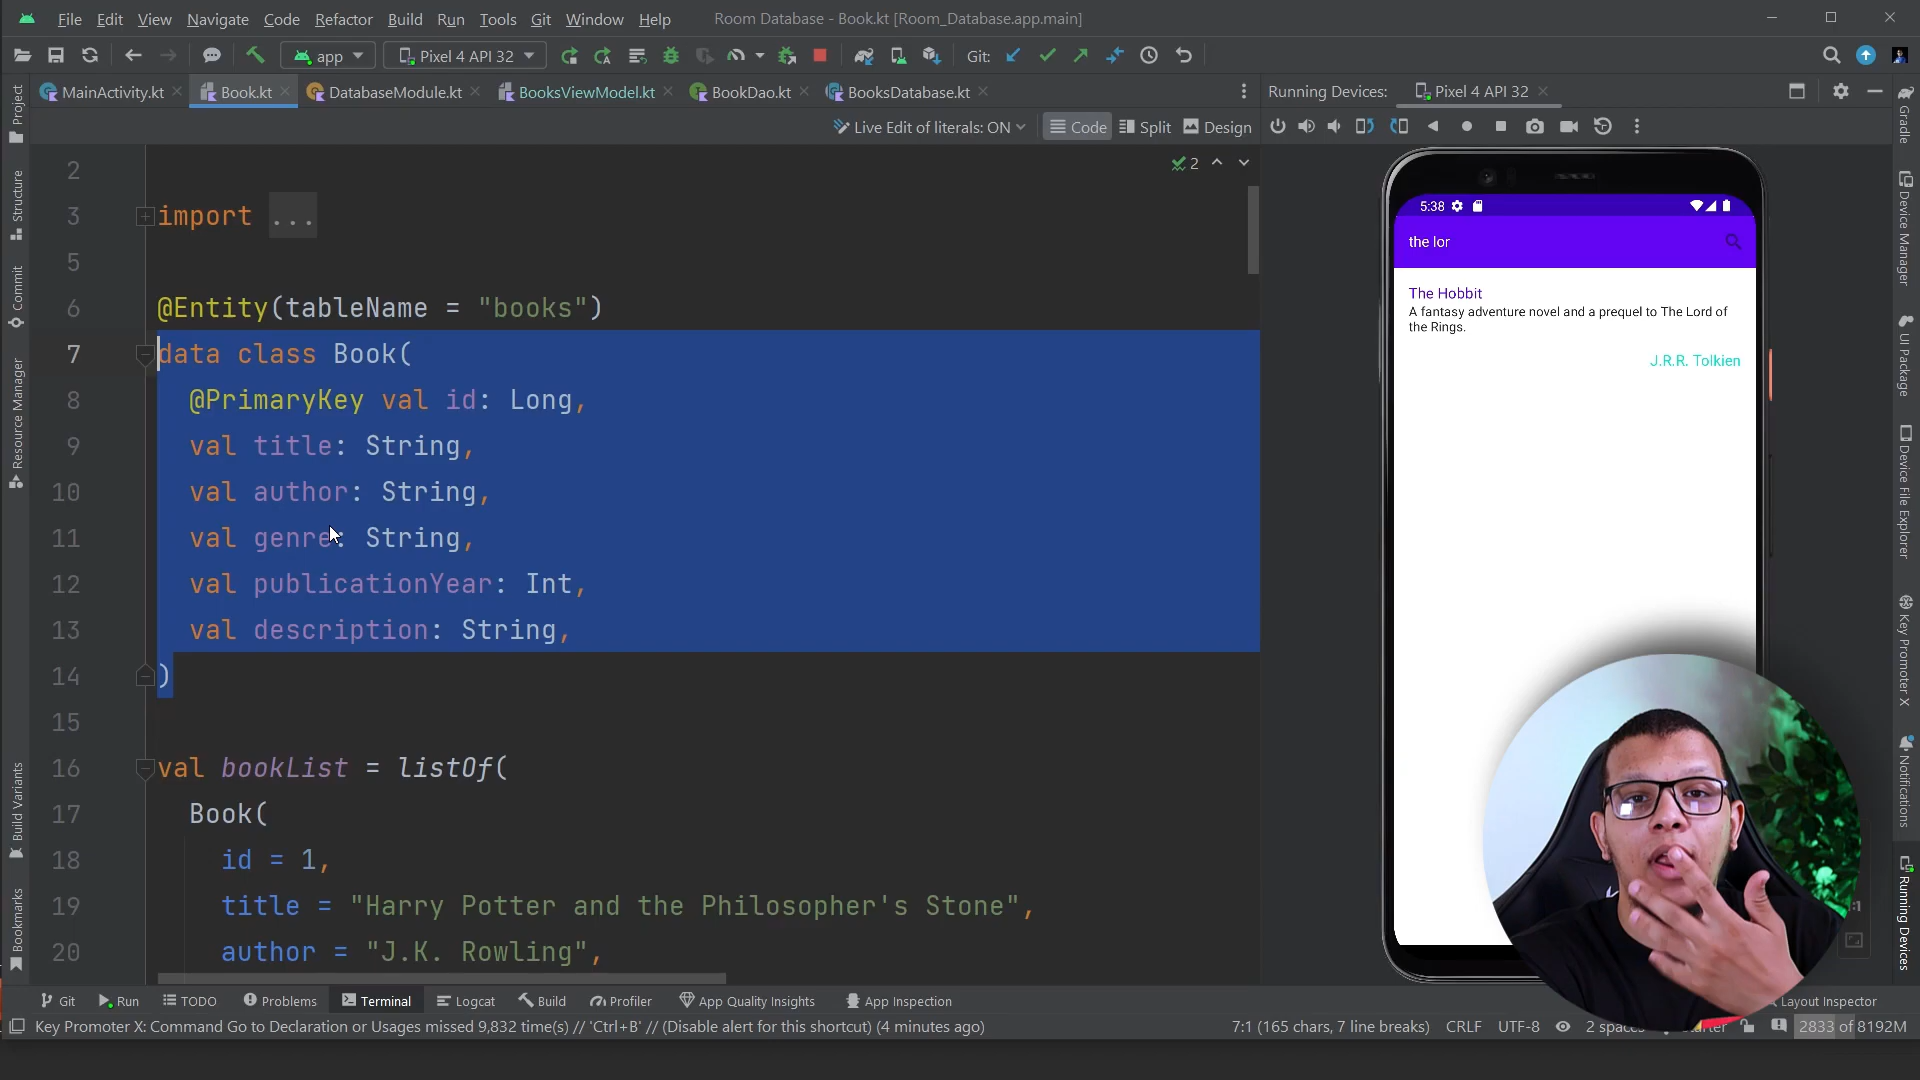 File Edit View Navigate Code Refactor Build Run Tools Git Window Help Room Database - Book.kt [Room_Database.app.main]
app Pixel 4 API 32 Git:
MainActivity.kt Book.kt DatabaseModule.kt BooksViewModel.kt BookDao.kt BooksDatabase.kt Running Devices: Pixel 4 API 32
Live Edit of literals: ON Code Split Design
2
2
3 import ...
5
6 @Entity(tableName = "books")
7 data class Book(
8 @PrimaryKey val id: Long,
9 val title: String,
10 val author: String,
11 val genre: String,
12 val publicationYear: Int,
13 val description: String,
14 )
15
16 val bookList = listOf(
17 Book(
18 id = 1,
19 title = "Harry Potter and the Philosopher's Stone",
20 author = "J.K. Rowling",
5:38
the lor
The Hobbit
A fantasy adventure novel and a prequel to The Lord of
the Rings.
J.R.R. Tolkien
Project
Structure
Commit
Resource Manager
Build Variants
Bookmarks
Gradle
Device Manager
UI Package
Device File Explorer
Key Promoter X
Notifications
Running Devices
Git Run TODO Problems Terminal Logcat Build Profiler App Quality Insights App Inspection Layout Inspector
Key Promoter X: Command Go to Declaration or Usages missed 9,832 time(s) // 'Ctrl+B' // (Disable alert for this shortcut) (4 minutes ago) 7:1 (165 chars, 7 line breaks) CRLF UTF-8 2 2833 of 8192M